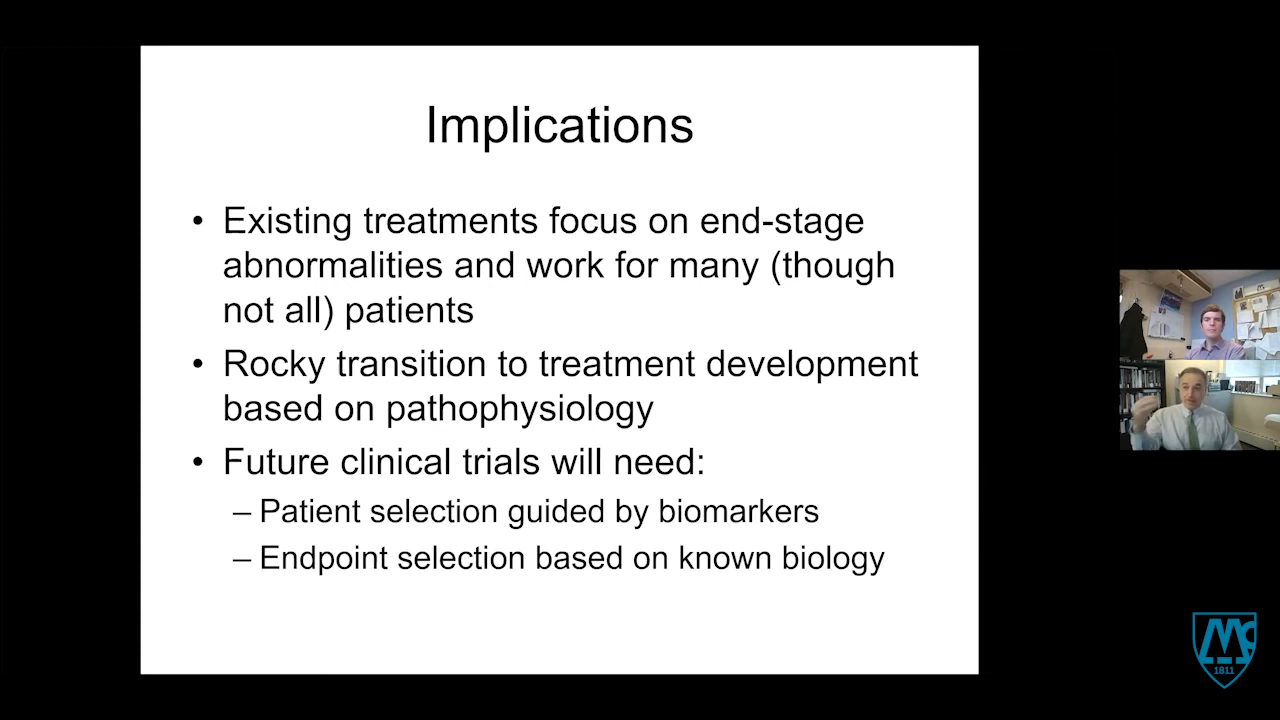 Implications
• Existing treatments focus on end-stage
abnormalities and work for many (though
not all) patients
• Rocky transition to treatment development
based on pathophysiology
• Future clinical trials will need:
– Patient selection guided by biomarkers
– Endpoint selection based on known biology
Mc
1811